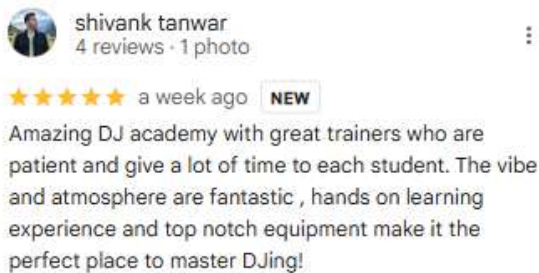 shivank tanwar
4 reviews · 1 photo
a week ago NEW
Amazing DJ academy with great trainers who are
patient and give a lot of time to each student. The vibe
and atmosphere are fantastic , hands on learning
experience and top notch equipment make it the
perfect place to master DJing!